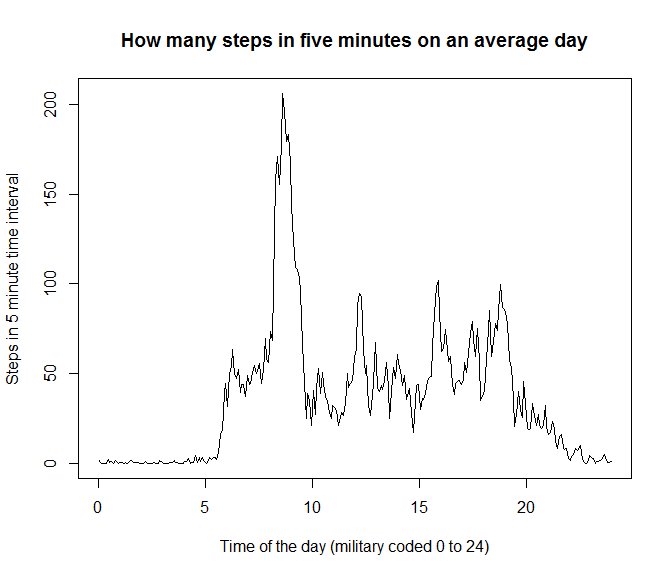 How many steps in five minutes on an average day
Steps in 5 minute time interval
200
150
100
50
0
0 5 10 15 20
Time of the day (military coded 0 to 24)